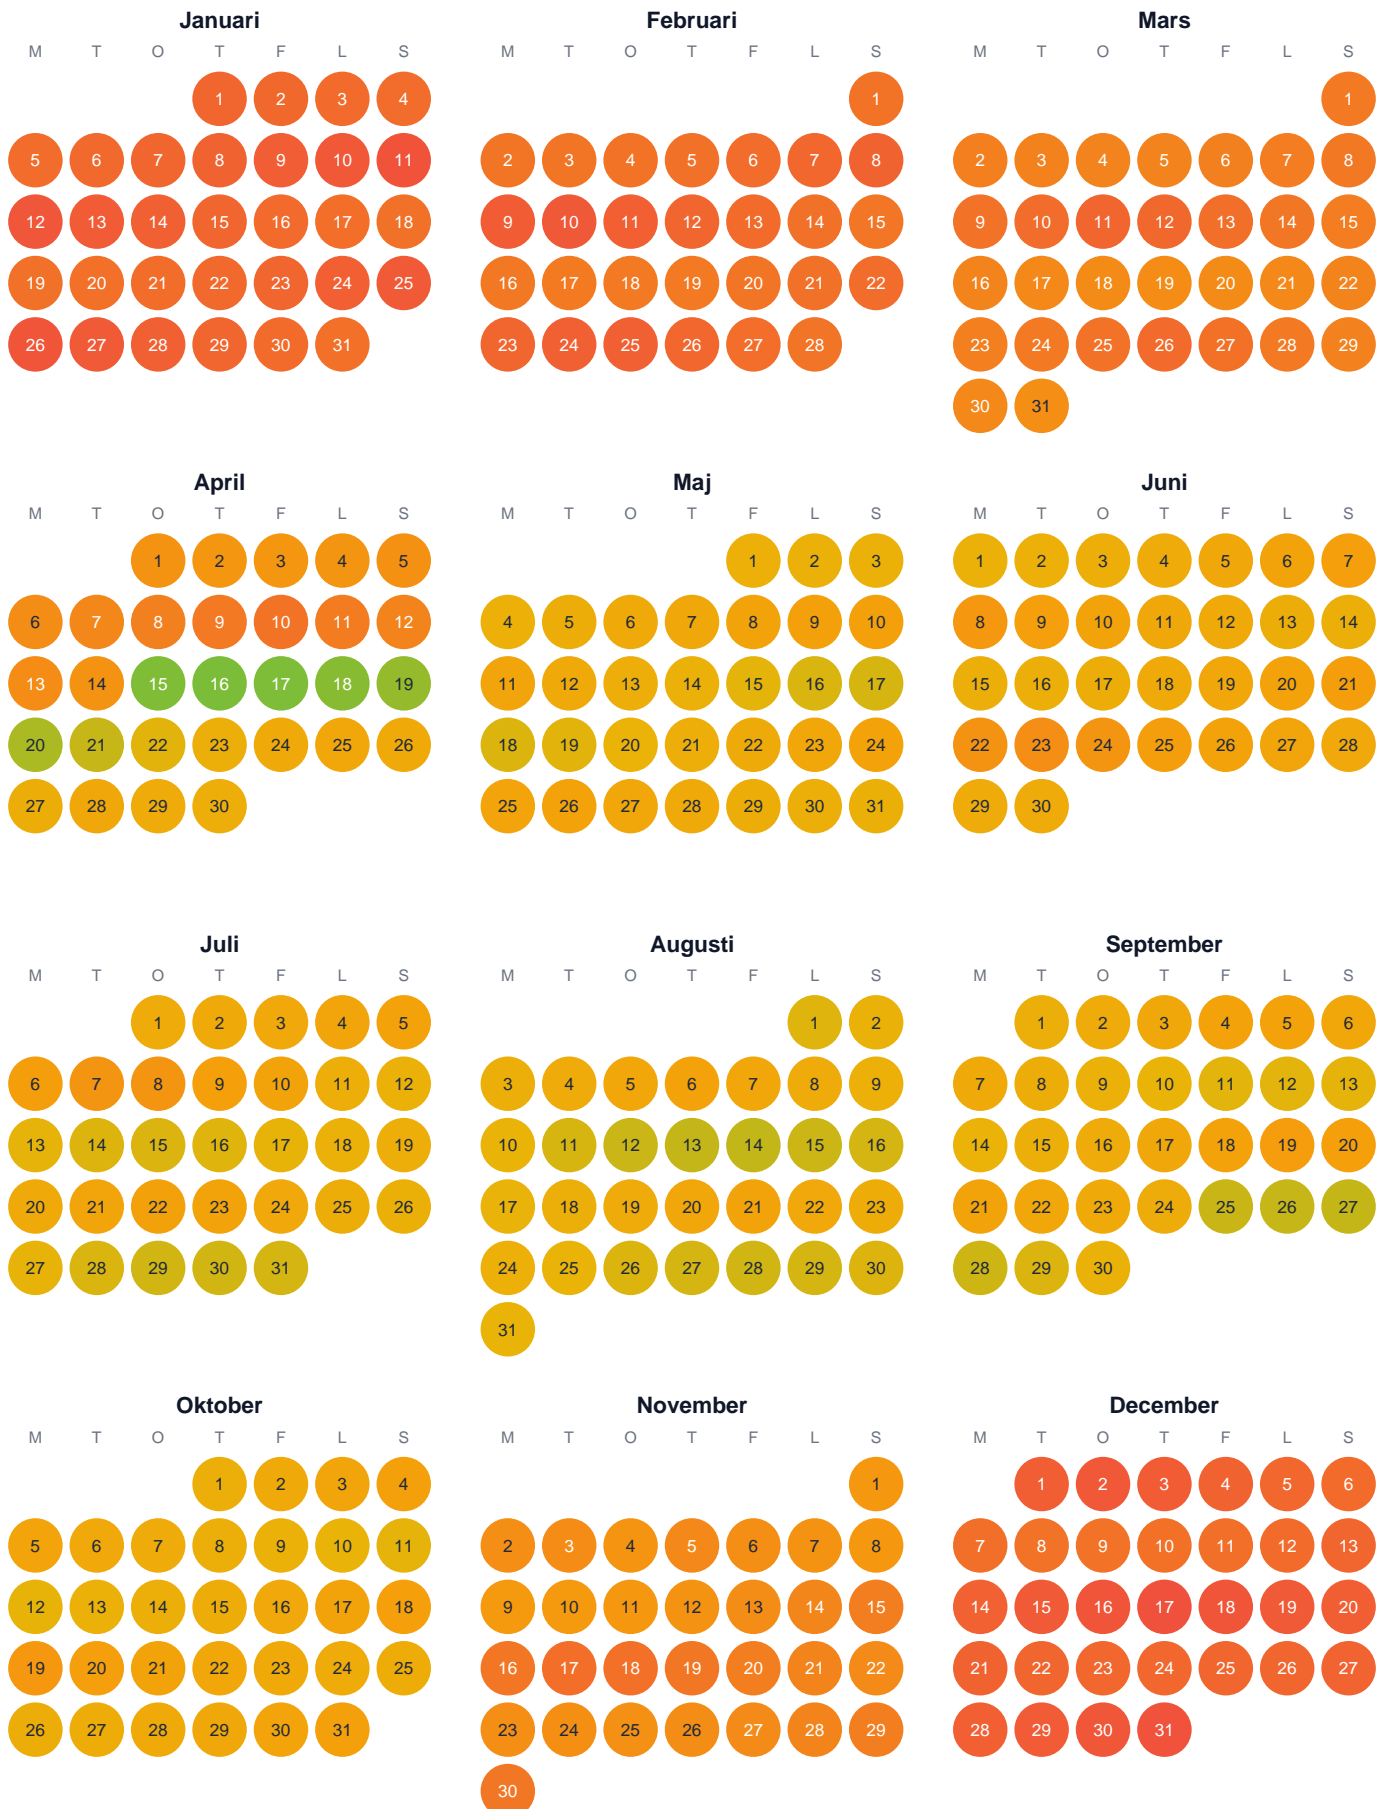 Januari
M T O T F L S
1 2 3 4
5 6 7 8 9 10 11
12 13 14 15 16 17 18
19 20 21 22 23 24 25
26 27 28 29 30 31
Februari
M T O T F L S
1
2 3 4 5 6 7 8
9 10 11 12 13 14 15
16 17 18 19 20 21 22
23 24 25 26 27 28
Mars
M T O T F L S
1
2 3 4 5 6 7 8
9 10 11 12 13 14 15
16 17 18 19 20 21 22
23 24 25 26 27 28 29
30 31
April
M T O T F L S
1 2 3 4 5
6 7 8 9 10 11 12
13 14 15 16 17 18 19
20 21 22 23 24 25 26
27 28 29 30
Maj
M T O T F L S
1 2 3
4 5 6 7 8 9 10
11 12 13 14 15 16 17
18 19 20 21 22 23 24
25 26 27 28 29 30 31
Juni
M T O T F L S
1 2 3 4 5 6 7
8 9 10 11 12 13 14
15 16 17 18 19 20 21
22 23 24 25 26 27 28
29 30
Juli
M T O T F L S
1 2 3 4 5
6 7 8 9 10 11 12
13 14 15 16 17 18 19
20 21 22 23 24 25 26
27 28 29 30 31
Augusti
M T O T F L S
1 2
3 4 5 6 7 8 9
10 11 12 13 14 15 16
17 18 19 20 21 22 23
24 25 26 27 28 29 30
31
September
M T O T F L S
1 2 3 4 5 6
7 8 9 10 11 12 13
14 15 16 17 18 19 20
21 22 23 24 25 26 27
28 29 30
Oktober
M T O T F L S
1 2 3 4
5 6 7 8 9 10 11
12 13 14 15 16 17 18
19 20 21 22 23 24 25
26 27 28 29 30 31
November
M T O T F L S
1
2 3 4 5 6 7 8
9 10 11 12 13 14 15
16 17 18 19 20 21 22
23 24 25 26 27 28 29
30
December
M T O T F L S
1 2 3 4 5 6
7 8 9 10 11 12 13
14 15 16 17 18 19 20
21 22 23 24 25 26 27
28 29 30 31